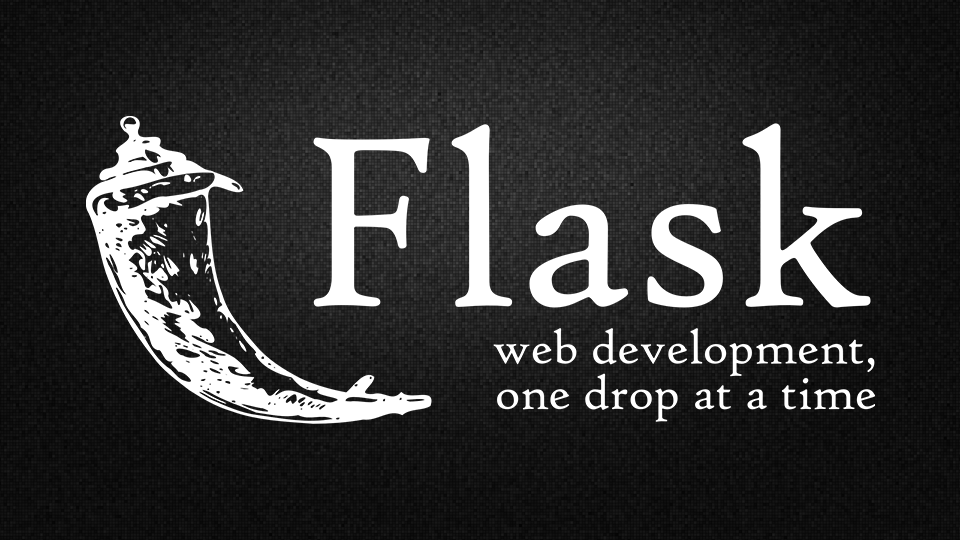 Flask
web development,
one drop at a time